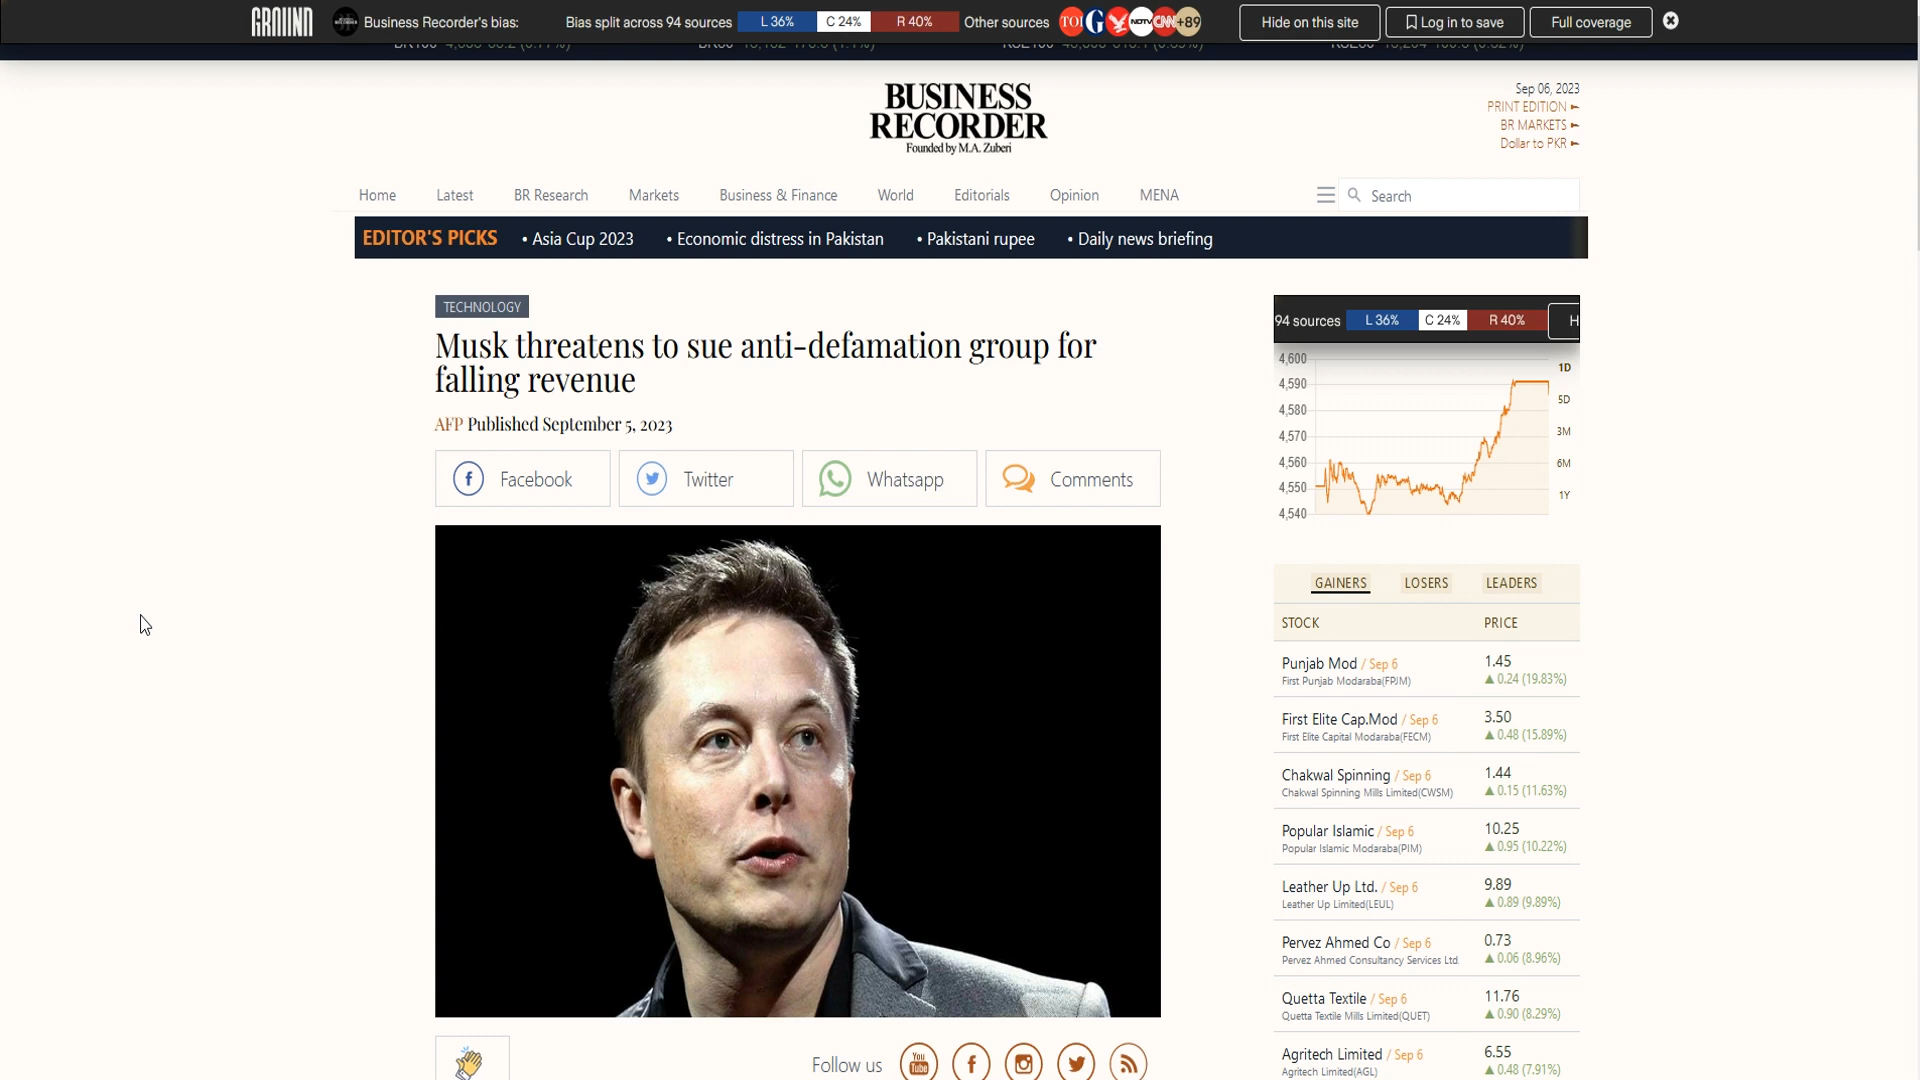 GROUND
Business Recorder's bias:
Bias split across 94 sources
L 36%
C 24%
R 40%
Other sources
TOI
G
NDTV
CNN
+89
Hide on this site
Log in to save
Full coverage
BUSINESS
RECORDER
Founded by M.A. Zuberi
Sep 06, 2023
PRINT EDITION
BR MARKETS
Dollar to PKR
Home
Latest
BR Research
Markets
Business & Finance
World
Editorials
Opinion
MENA
Search
EDITOR'S PICKS
• Asia Cup 2023
• Economic distress in Pakistan
• Pakistani rupee
• Daily news briefing
TECHNOLOGY
Musk threatens to sue anti-defamation group for
falling revenue
AFP Published September 5, 2023
Facebook
Twitter
Whatsapp
Comments
Follow us
You Tube
94 sources
L 36%
C 24%
R 40%
H
4,600
4,590
4,580
4,570
4,560
4,550
4,540
1D
5D
3M
6M
1Y
GAINERS
LOSERS
LEADERS
STOCK
PRICE
Punjab Mod / Sep 6
First Punjab Modaraba(FPJM)
1.45
▲ 0.24 (19.83%)
First Elite Cap.Mod / Sep 6
First Elite Capital Modaraba(FECM)
3.50
▲ 0.48 (15.89%)
Chakwal Spinning / Sep 6
Chakwal Spinning Mills Limited(CWSM)
1.44
▲ 0.15 (11.63%)
Popular Islamic / Sep 6
Popular Islamic Modaraba(PIM)
10.25
▲ 0.95 (10.22%)
Leather Up Ltd. / Sep 6
Leather Up Limited(LEUL)
9.89
▲ 0.89 (9.89%)
Pervez Ahmed Co / Sep 6
Pervez Ahmed Consultancy Services Ltd
0.73
▲ 0.06 (8.96%)
Quetta Textile / Sep 6
Quetta Textile Mills Limited(QUET)
11.76
▲ 0.90 (8.29%)
Agritech Limited / Sep 6
Agritech Limited(AGL)
6.55
▲ 0.48 (7.91%)